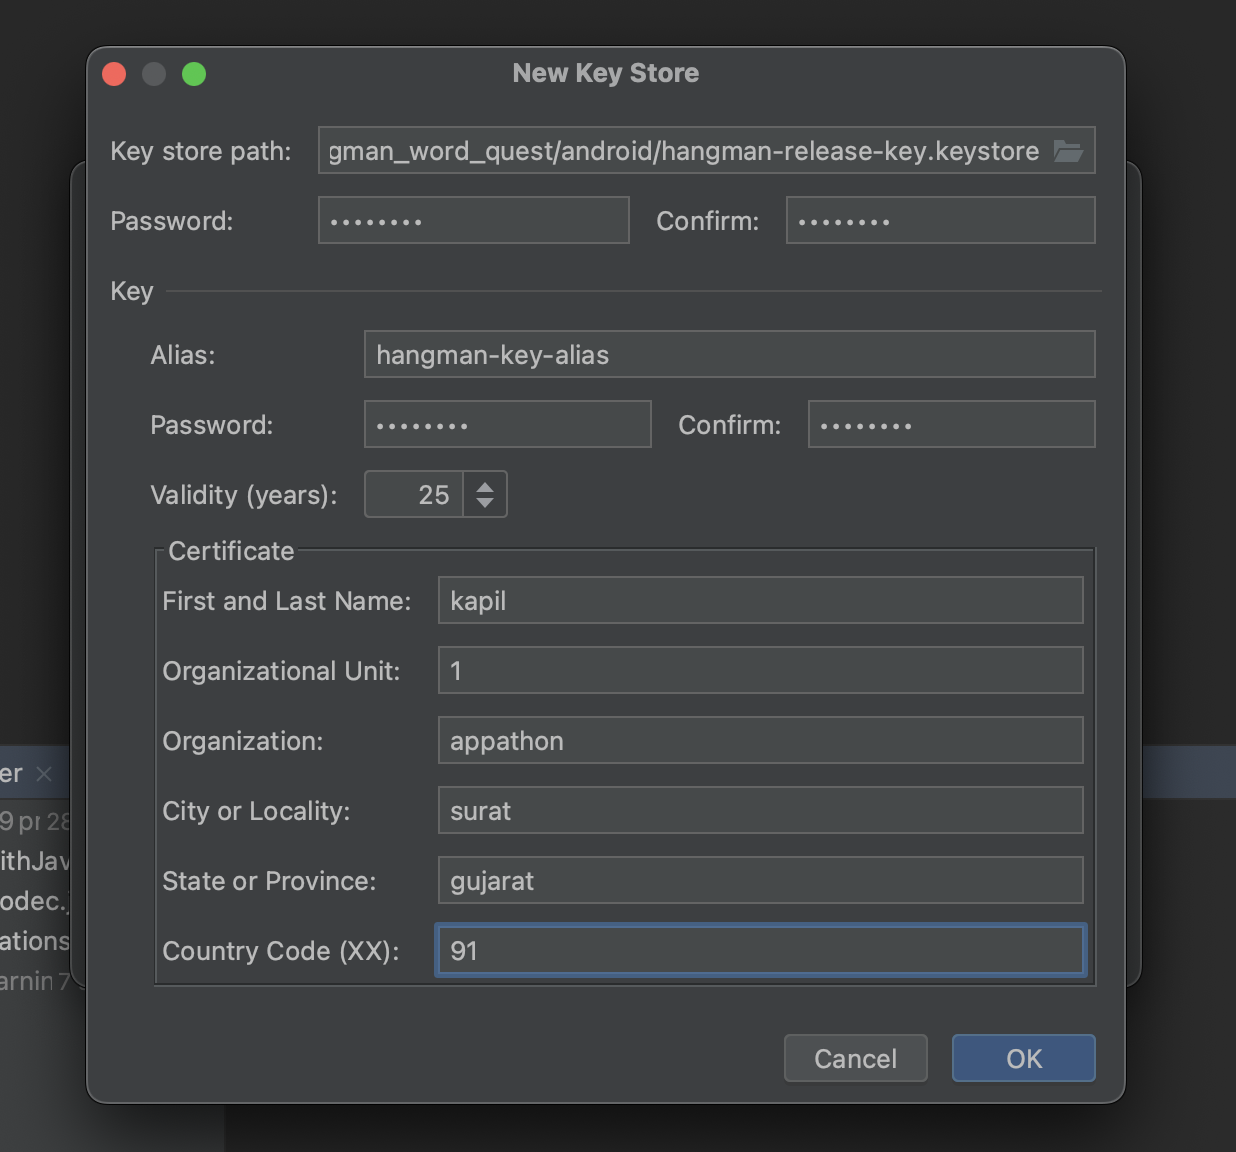 New Key Store
Key store path: gman_word_quest/android/hangman-release-key.keystore
Password: •••••••• Confirm: ••••••••
Key
Alias: hangman-key-alias
Password: •••••••• Confirm: ••••••••
Validity (years): 25
Certificate
First and Last Name: kapil
Organizational Unit: 1
Organization: appathon
City or Locality: surat
State or Province: gujarat
Country Code (XX): 91
Cancel OK
er
9 pr 28
ithJav
odec.j
ations
arnin 7